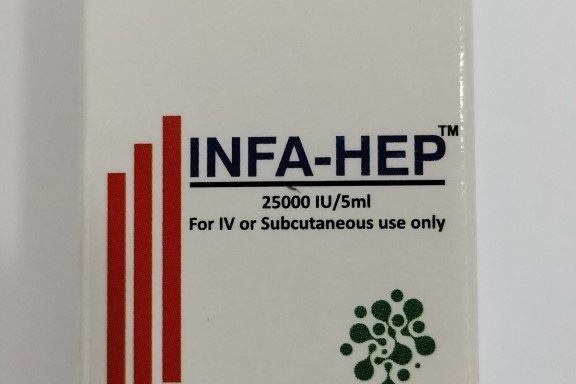 INFA-HEP™
25000 IU/5ml
For IV or Subcutaneous use only